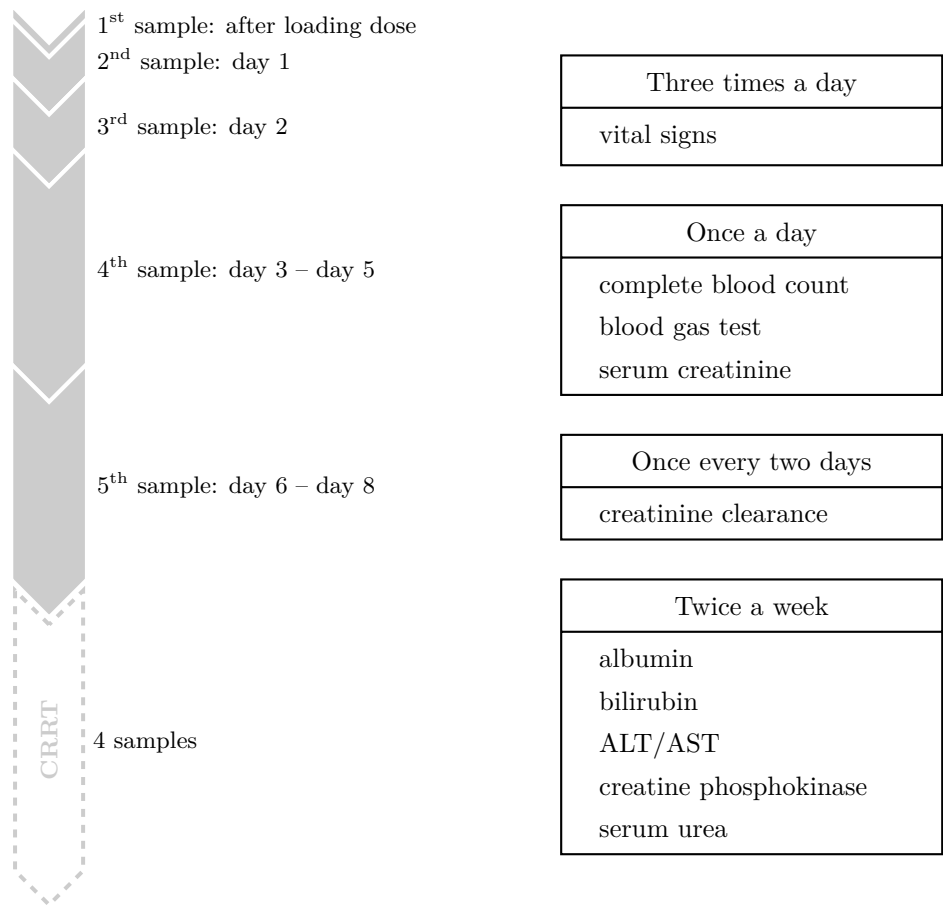 1st sample: after loading dose
2nd sample: day 1
3rd sample: day 2
4th sample: day 3 – day 5
5th sample: day 6 – day 8
CRRT
4 samples
Three times a day
vital signs
Once a day
complete blood count
blood gas test
serum creatinine
Once every two days
creatinine clearance
Twice a week
albumin
bilirubin
ALT/AST
creatine phosphokinase
serum urea